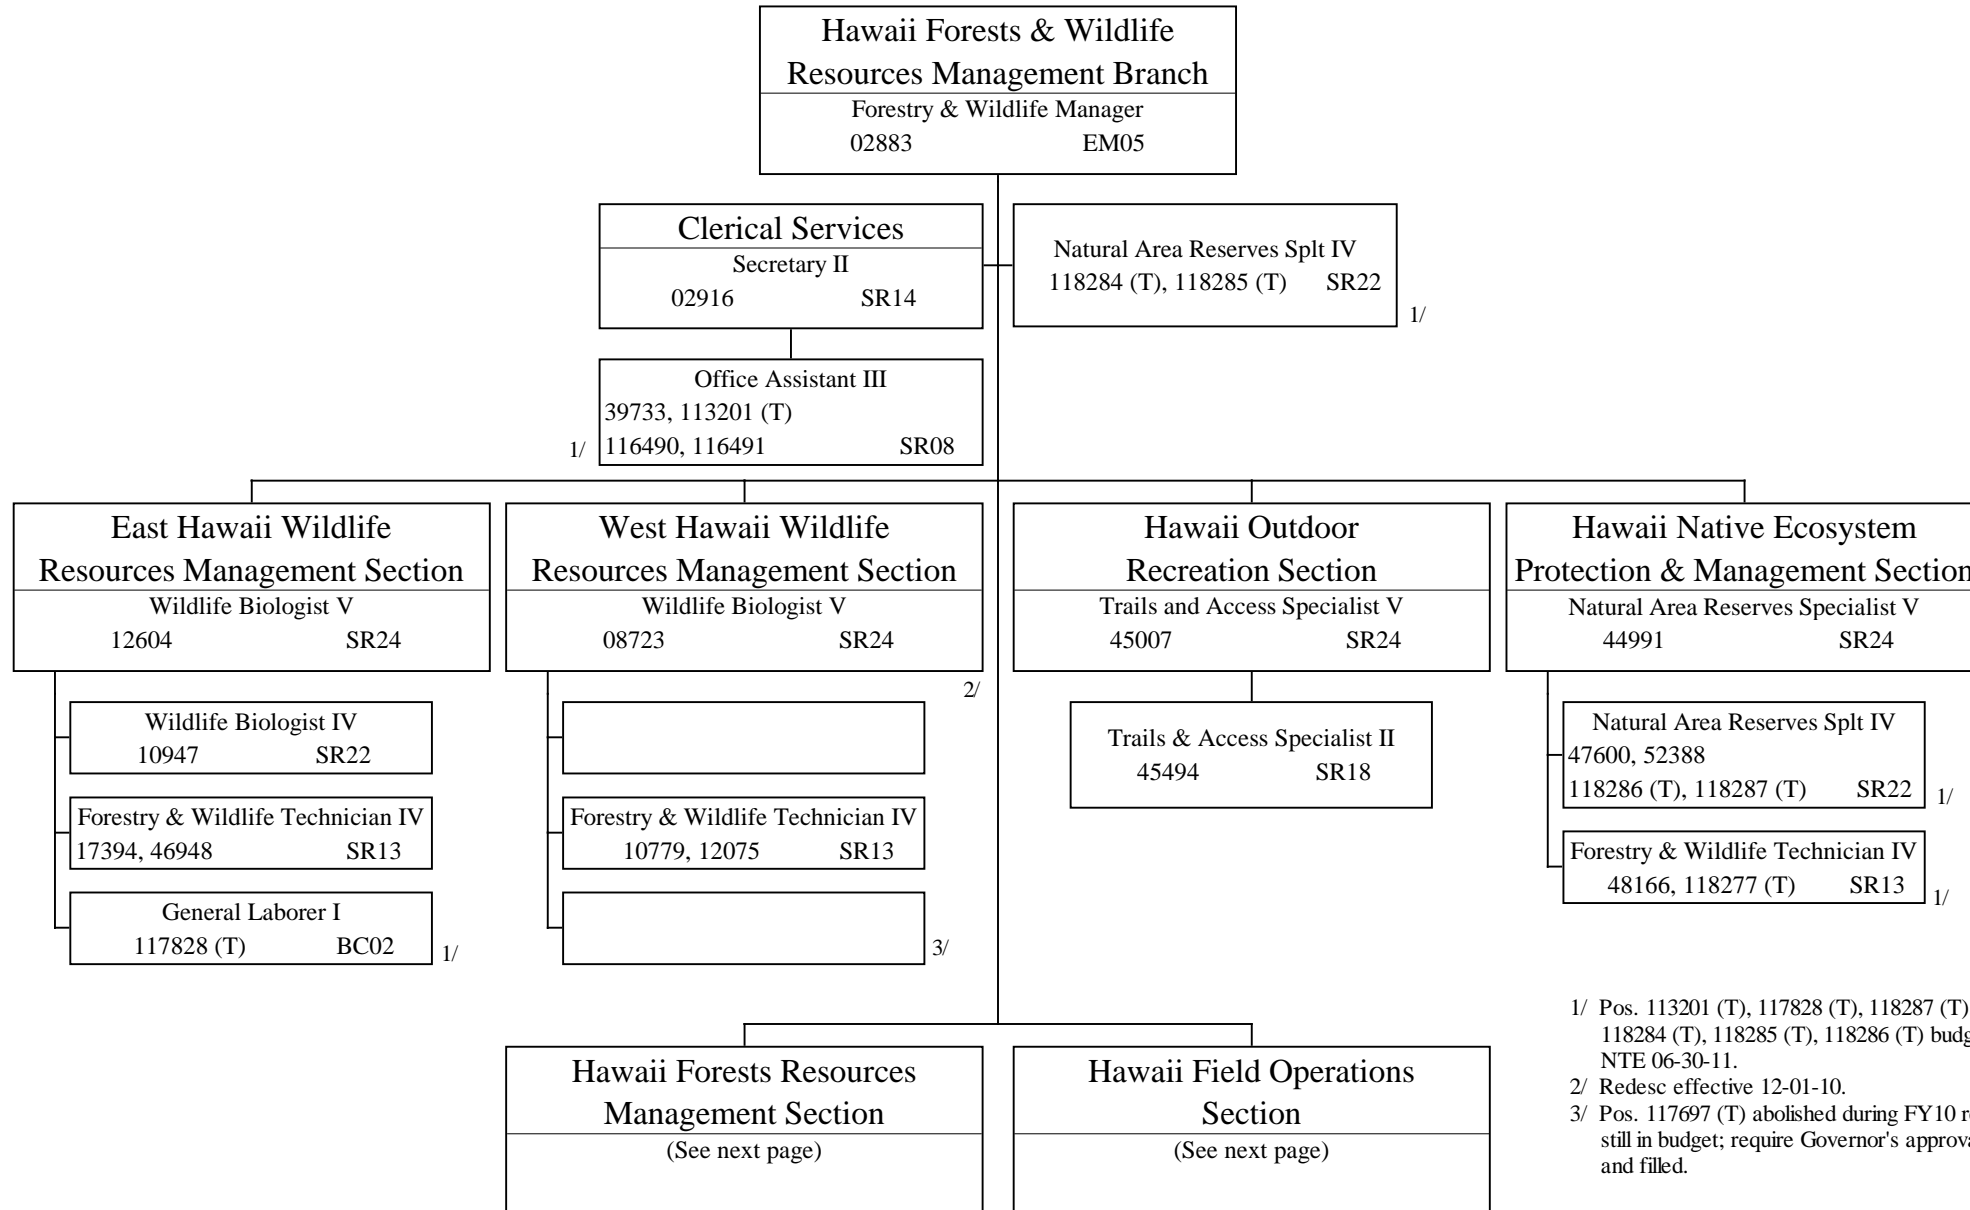 Hawaii Forests & Wildlife
Resources Management Branch
Forestry & Wildlife Manager
02883 EM05
Clerical Services
Secretary II
02916 SR14
Natural Area Reserves Splt IV
118284 (T), 118285 (T) SR22
1/
Office Assistant III
39733, 113201 (T)
1/ 116490, 116491 SR08
East Hawaii Wildlife
Resources Management Section
Wildlife Biologist V
12604 SR24
Wildlife Biologist IV
10947 SR22
Forestry & Wildlife Technician IV
17394, 46948 SR13
General Laborer I
117828 (T) BC02 1/
West Hawaii Wildlife
Resources Management Section
Wildlife Biologist V
08723 SR24
2/
Forestry & Wildlife Technician IV
10779, 12075 SR13
3/
Hawaii Outdoor
Recreation Section
Trails and Access Specialist V
45007 SR24
Trails & Access Specialist II
45494 SR18
Hawaii Native Ecosystem
Protection & Management Section
Natural Area Reserves Specialist V
44991 SR24
Natural Area Reserves Splt IV
47600, 52388
118286 (T), 118287 (T) SR22 1/
Forestry & Wildlife Technician IV
48166, 118277 (T) SR13 1/
Hawaii Forests Resources
Management Section
(See next page)
Hawaii Field Operations
Section
(See next page)
1/ Pos. 113201 (T), 117828 (T), 118287 (T)
118284 (T), 118285 (T), 118286 (T)
NTE 06-30-11.
2/ Redesc effective 12-01-10.
3/ Pos. 117697 (T) abolished during FY10
still in budget; require Governor's
and filled.